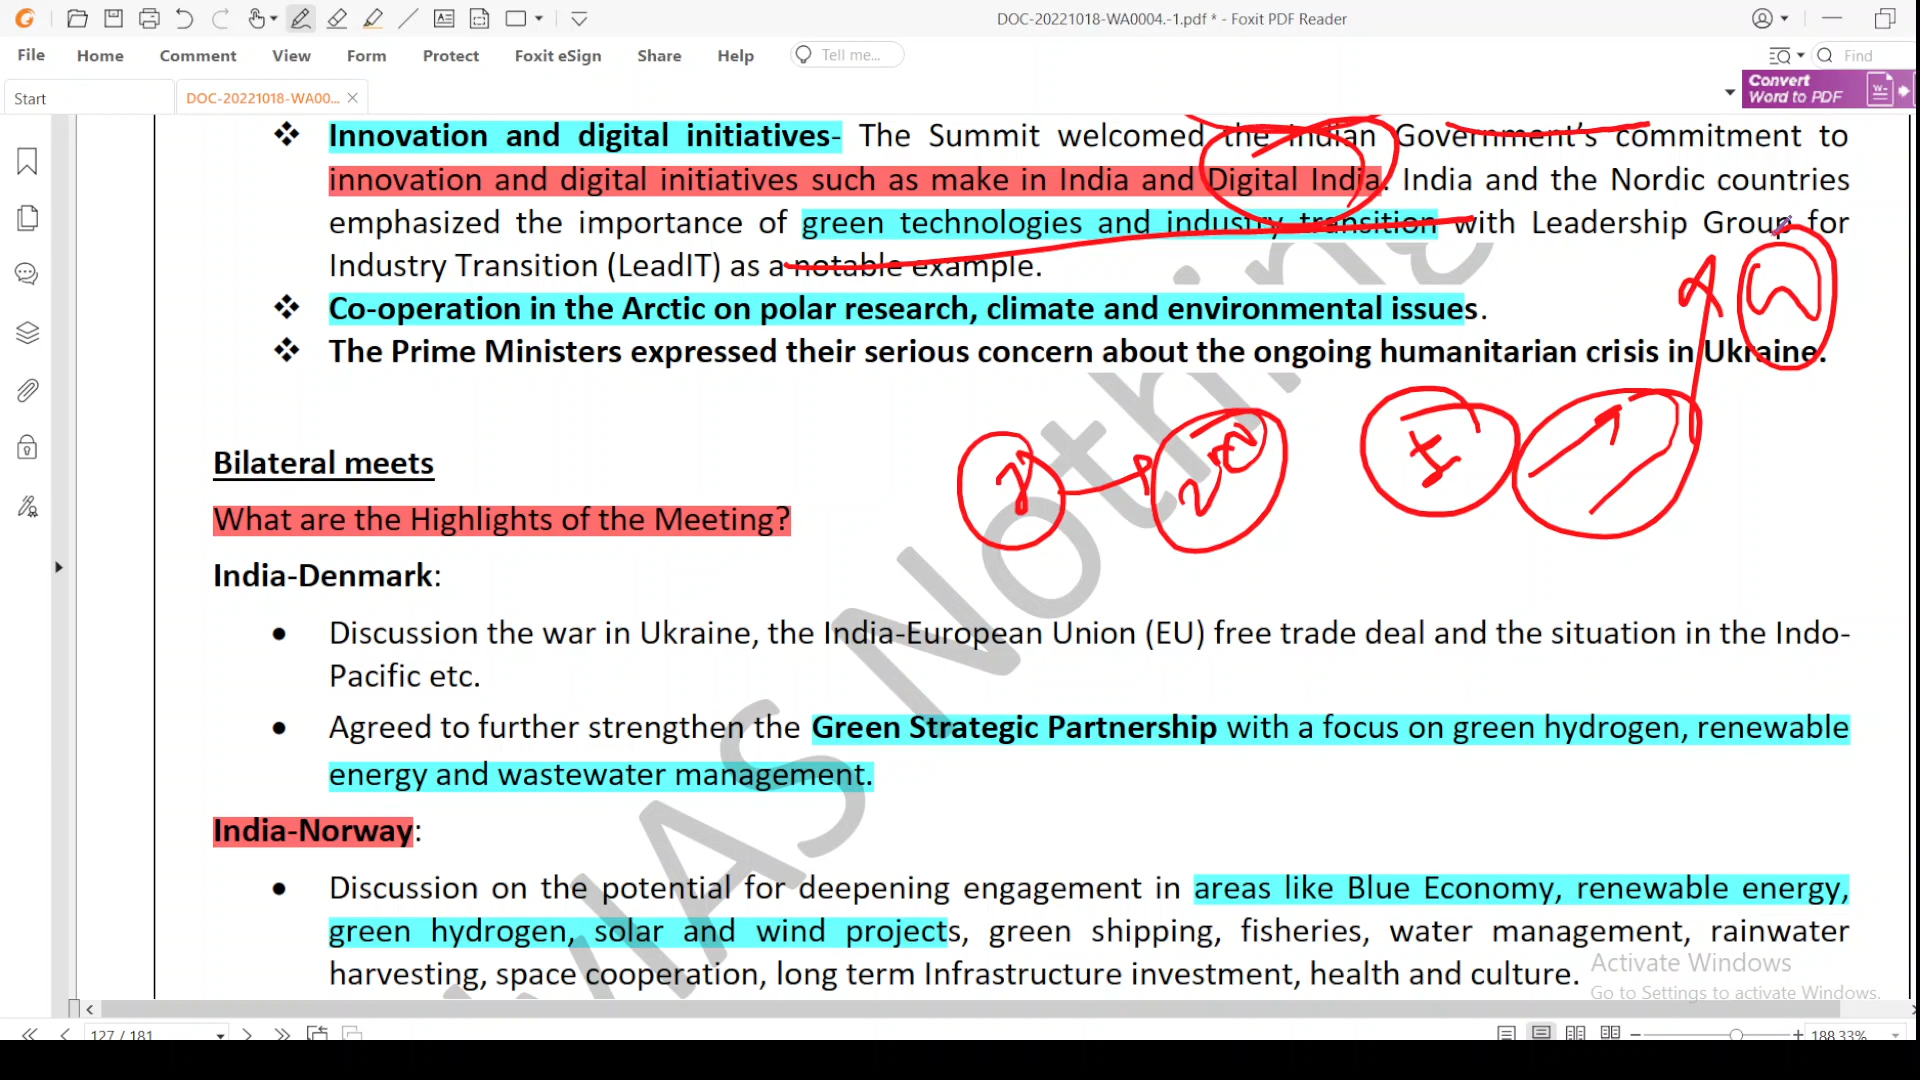 DOC-20221018-WA0004.-1.pdf * - Foxit PDF Reader
File Home Comment View Form Protect Foxit eSign Share Help Tell me... Find
Start DOC-20221018-WA00... Convert
Word to PDF
❖ Innovation and digital initiatives- The Summit welcomed the Indian Government's commitment to
innovation and digital initiatives such as make in India and Digital India. India and the Nordic countries
emphasized the importance of green technologies and industry transition with Leadership Group for
Industry Transition (LeadIT) as a notable example.
❖ Co-operation in the Arctic on polar research, climate and environmental issues.
❖ The Prime Ministers expressed their serious concern about the ongoing humanitarian crisis in Ukraine.
Bilateral meets
What are the Highlights of the Meeting?
India-Denmark:
• Discussion the war in Ukraine, the India-European Union (EU) free trade deal and the situation in the Indo-
Pacific etc.
• Agreed to further strengthen the Green Strategic Partnership with a focus on green hydrogen, renewable
energy and wastewater management.
India-Norway:
• Discussion on the potential for deepening engagement in areas like Blue Economy, renewable energy,
green hydrogen, solar and wind projects, green shipping, fisheries, water management, rainwater
harvesting, space cooperation, long term Infrastructure investment, health and culture.
Activate Windows
Go to Settings to activate Windows.
127 / 181 188.33%